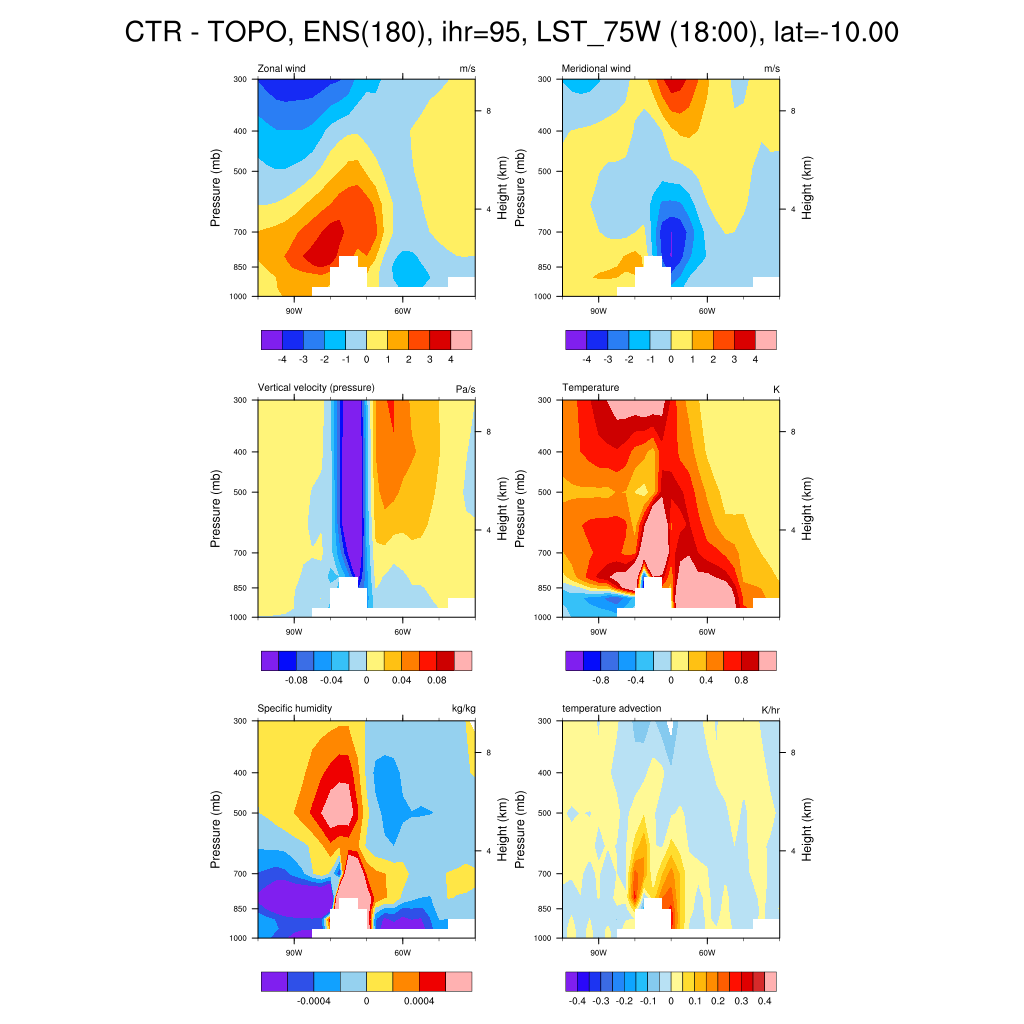 CTR - TOPO, ENS(180), ihr=95, LST_75W (18:00), lat=-10.00
Zonal wind m/s
Pressure (mb)
300
400
500
700
850
1000
8
4
Height (km)
90W 60W
-4 -3 -2 -1 0 1 2 3 4
Meridional wind m/s
Pressure (mb)
300
400
500
700
850
1000
8
4
Height (km)
90W 60W
-4 -3 -2 -1 0 1 2 3 4
Vertical velocity (pressure) Pa/s
Pressure (mb)
300
400
500
700
850
1000
8
4
Height (km)
90W 60W
-0.08 -0.04 0 0.04 0.08
Temperature K
Pressure (mb)
300
400
500
700
850
1000
8
4
Height (km)
90W 60W
-0.8 -0.4 0 0.4 0.8
Specific humidity kg/kg
Pressure (mb)
300
400
500
700
850
1000
8
4
Height (km)
90W 60W
-0.0004 0 0.0004
temperature advection K/hr
Pressure (mb)
300
400
500
700
850
1000
8
4
Height (km)
90W 60W
-0.4 -0.3 -0.2 -0.1 0 0.1 0.2 0.3 0.4